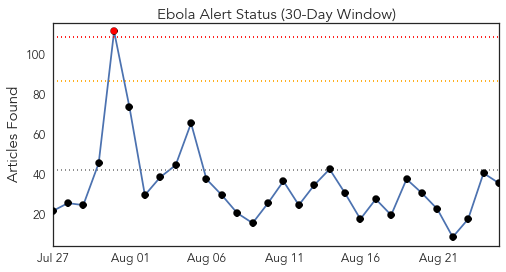 Ebola Alert Status (30-Day Window)
Articles Found
100
80
60
40
20
Jul 27
Aug 01
Aug 06
Aug 11
Aug 16
Aug 21